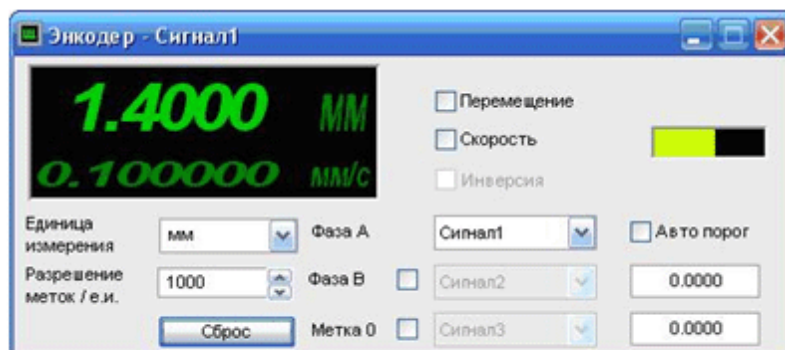 Энкодер - Сигнал1
1.4000 мм
0.100000 мм/с
Перемещение
Скорость
Инверсия
Единица измерения
мм
Фаза А
Сигнал1
Авто порог
Разрешение меток / е.и.
1000
Фаза В
Сигнал2
0.0000
Сброс
Метка 0
Сигнал3
0.0000